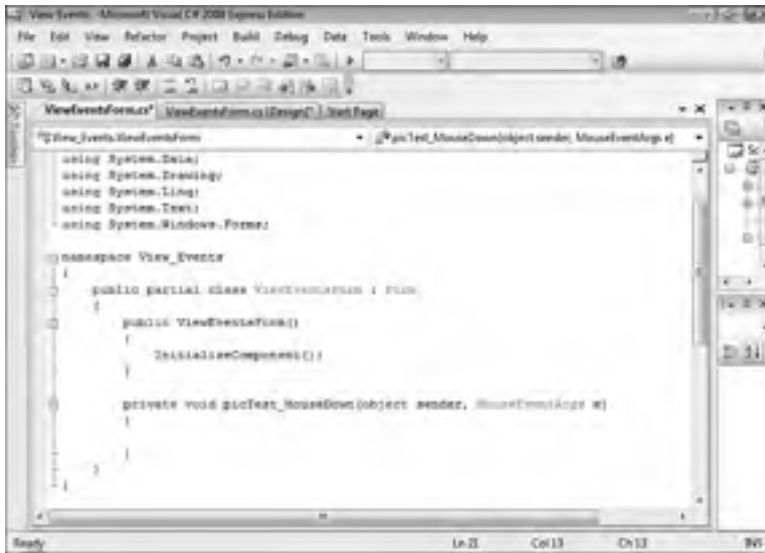 View Events - Microsoft Visual C# 2008 Express Edition
File Edit View Refactor Project Build Debug Data Tools Window Help
ViewEventsForm.cs* ViewEventsForm.cs [Design]* Start Page
Toolbox
View_Events.ViewEventsForm picTest_MouseDown(object sender, MouseEventArgs e)
using System.Data;
using System.Drawing;
using System.Linq;
using System.Text;
using System.Windows.Forms;
namespace View_Events
{
public partial class ViewEventsForm : Form
{
public ViewEventsForm()
{
InitializeComponent();
}
private void picTest_MouseDown(object sender, MouseEventArgs e)
{
}
}
}
Ready Ln 21 Col 13 Ch 13 INS